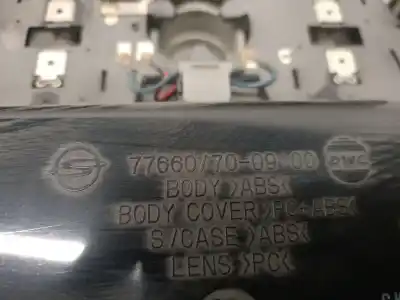 77660/70-09 00
BODY >ABS<
BODY COVER >PC+ABS<
S/CASE >ABS<
LENS >PC<